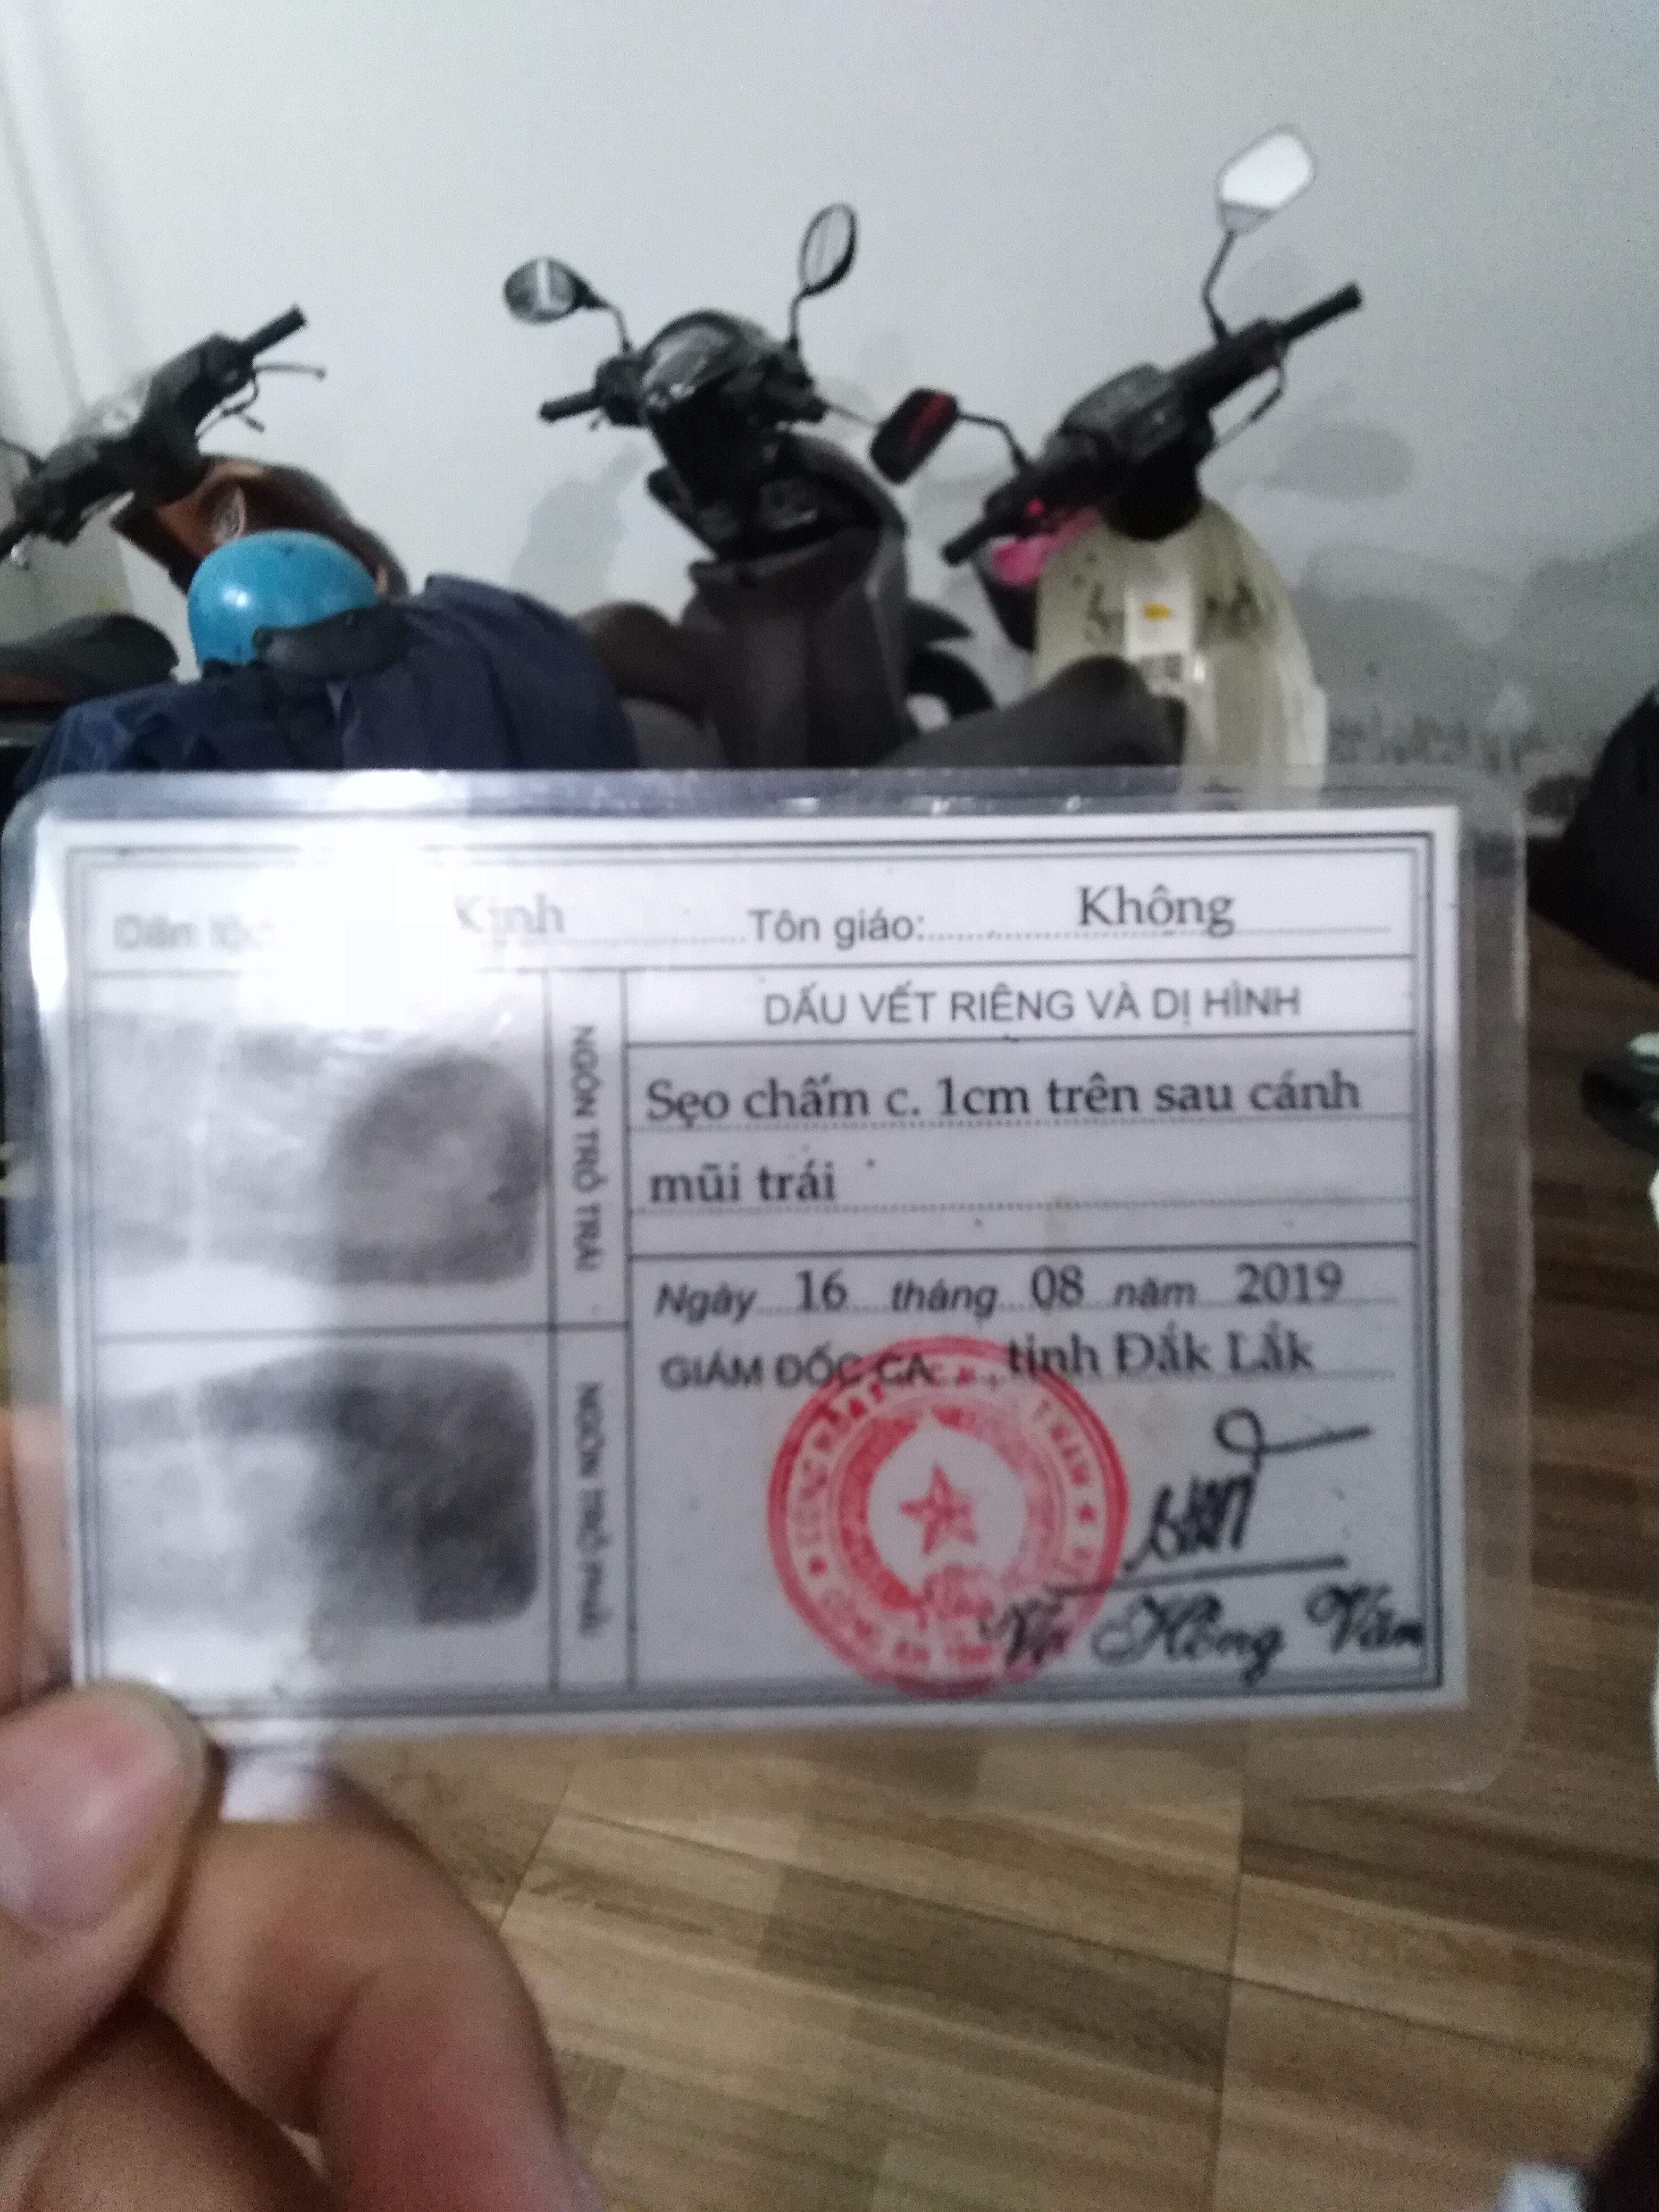 Dân tộc: Kinh Tôn giáo: Không
NGÓN TRỎ TRÁI
DẤU VẾT RIÊNG VÀ DỊ HÌNH
Sẹo chấm c. 1cm trên sau cánh
mũi trái
Ngày 16 tháng 08 năm 2019
GIÁM ĐỐC CA tỉnh Đắk Lắk
NGÓN TRỎ PHẢI
Hồng Văn